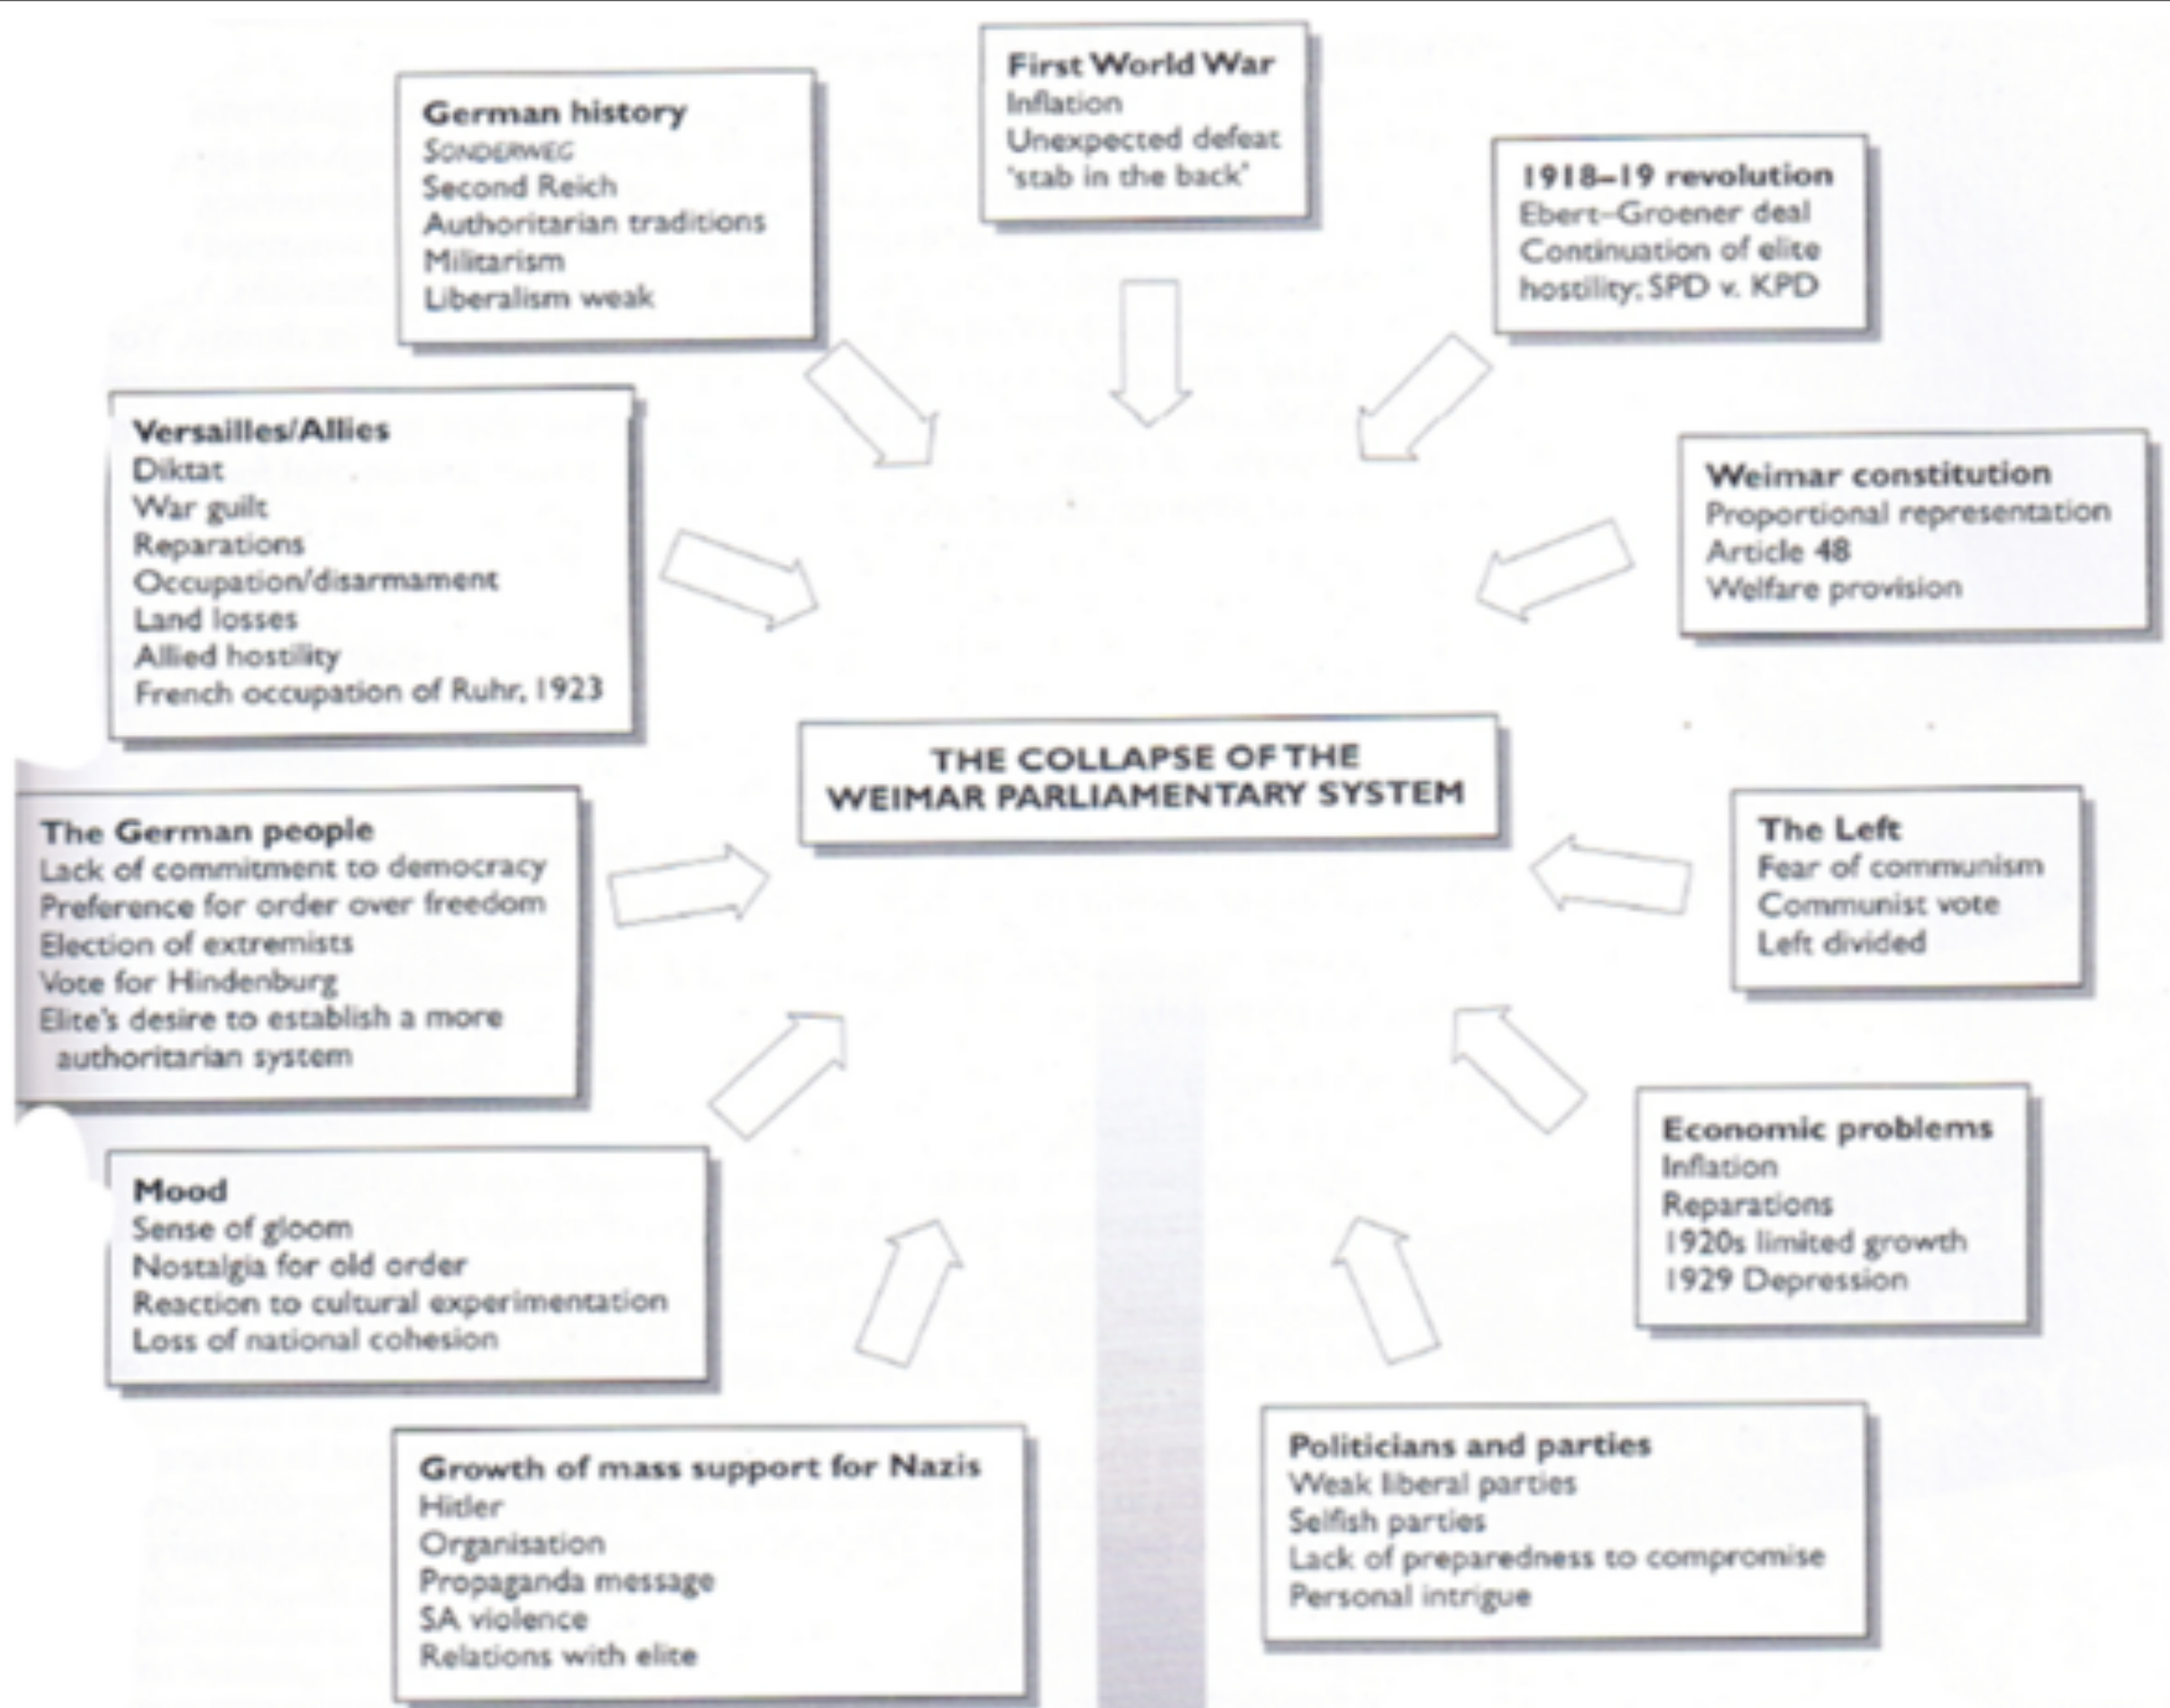 First World War
Inflation
Unexpected defeat
'stab in the back'
German history
SONDERWEG
Second Reich
Authoritarian traditions
Militarism
Liberalism weak
1918–19 revolution
Ebert–Groener deal
Continuation of elite
hostility; SPD v. KPD
Versailles/Allies
Diktat
War guilt
Reparations
Occupation/disarmament
Land losses
Allied hostility
French occupation of Ruhr, 1923
Weimar constitution
Proportional representation
Article 48
Welfare provision
THE COLLAPSE OF THE
WEIMAR PARLIAMENTARY SYSTEM
The German people
Lack of commitment to democracy
Preference for order over freedom
Election of extremists
Vote for Hindenburg
Elite's desire to establish a more
authoritarian system
The Left
Fear of communism
Communist vote
Left divided
Mood
Sense of gloom
Nostalgia for old order
Reaction to cultural experimentation
Loss of national cohesion
Economic problems
Inflation
Reparations
1920s limited growth
1929 Depression
Growth of mass support for Nazis
Hitler
Organisation
Propaganda message
SA violence
Relations with elite
Politicians and parties
Weak liberal parties
Selfish parties
Lack of preparedness to compromise
Personal intrigue